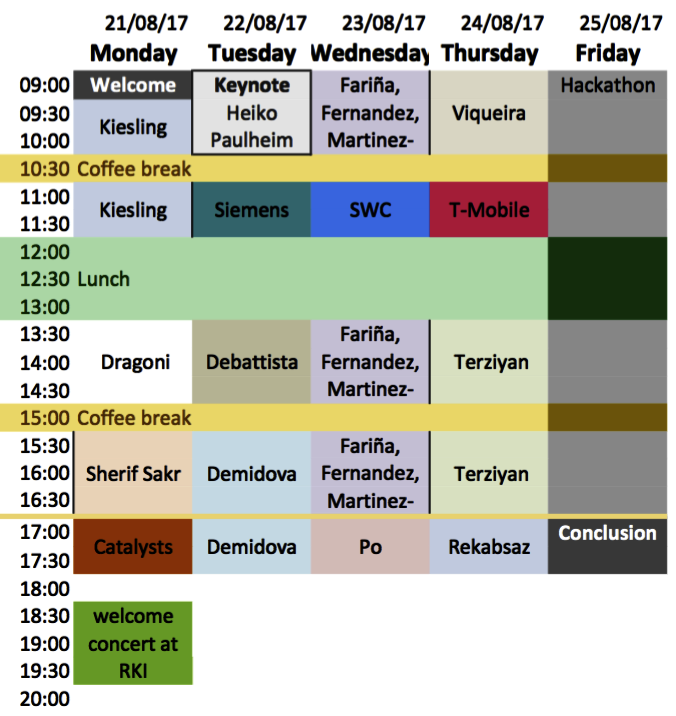 21/08/17 22/08/17 23/08/17 24/08/17 25/08/17
Monday Tuesday Wednesday Thursday Friday
09:00 Welcome Keynote Fariña, Hackathon
09:30 Kiesling Heiko Fernandez, Viqueira
10:00 Paulheim Martinez-
10:30 Coffee break
11:00 Kiesling Siemens SWC T-Mobile
11:30
12:00
12:30 Lunch
13:00
13:30 Fariña,
14:00 Dragoni Debattista Fernandez, Terziyan
14:30 Martinez-
15:00 Coffee break
15:30 Fariña,
16:00 Sherif Sakr Demidova Fernandez, Terziyan
16:30 Martinez-
17:00 Catalysts Demidova Po Rekabsaz Conclusion
17:30
18:00
18:30 welcome
19:00 concert at
19:30 RKI
20:00